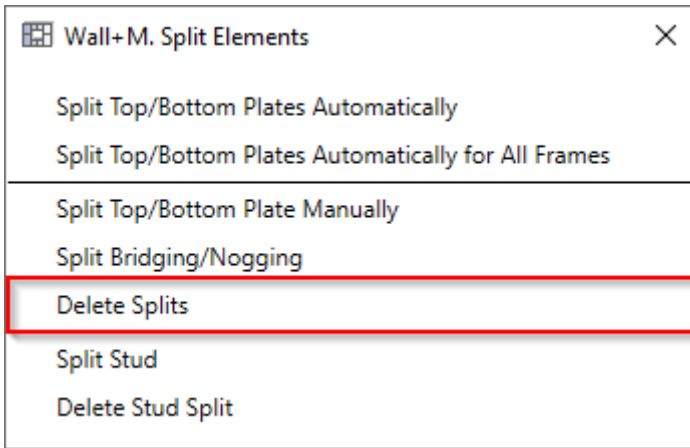 Wall+M. Split Elements
Split Top/Bottom Plates Automatically
Split Top/Bottom Plates Automatically for All Frames
Split Top/Bottom Plate Manually
Split Bridging/Nogging
Delete Splits
Split Stud
Delete Stud Split